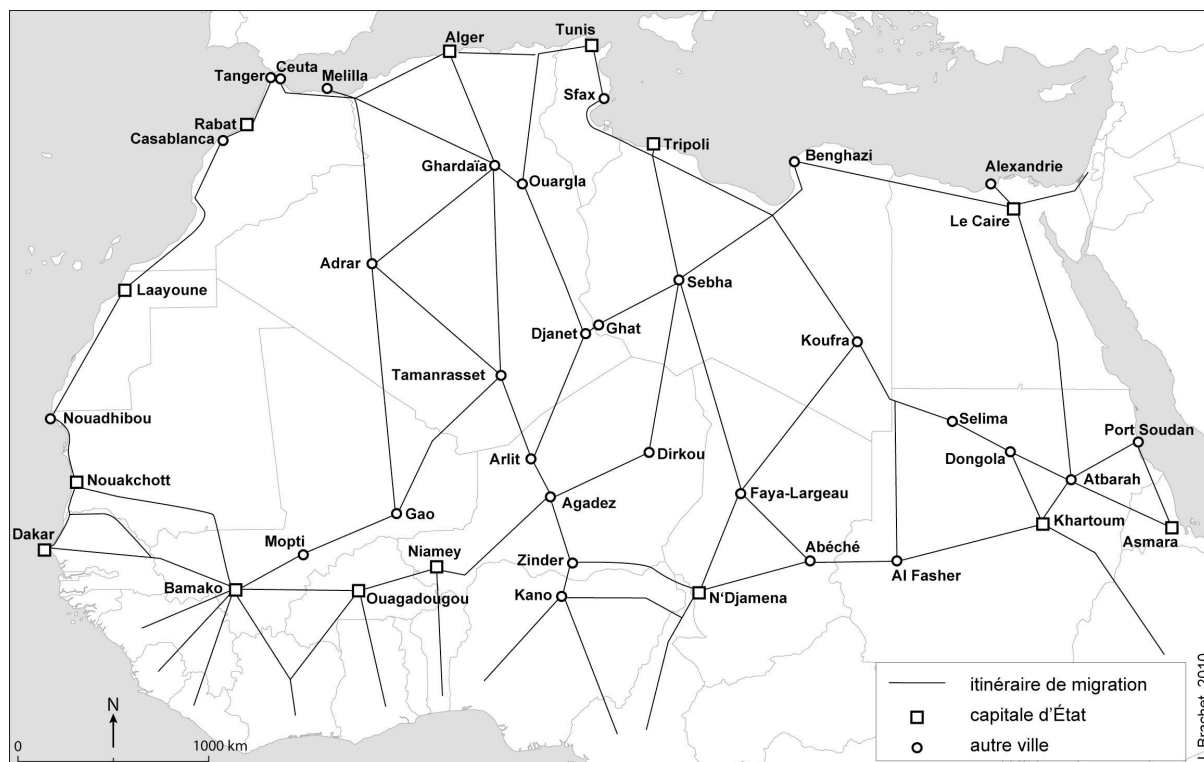 Tunis
Alger
Ceuta
Tanger
Melilla
Sfax
Rabat
Casablanca
Tripoli
Benghazi
Alexandrie
Ghardaïa
Ouargla
Le Caire
Adrar
Sebha
Laayoune
Ghat
Djanet
Koufra
Tamanrasset
Nouadhibou
Selima
Port Soudan
Arlit
Dirkou
Dongola
Nouakchott
Atbarah
Agadez
Faya-Largeau
Gao
Khartoum
Dakar
Asmara
Mopti
Niamey
Zinder
Abéché
Al Fasher
Bamako
Ouagadougou
Kano
N'Djamena
itinéraire de migration
capitale d'État
autre ville
N
0
1000 km
Brachet, 2010